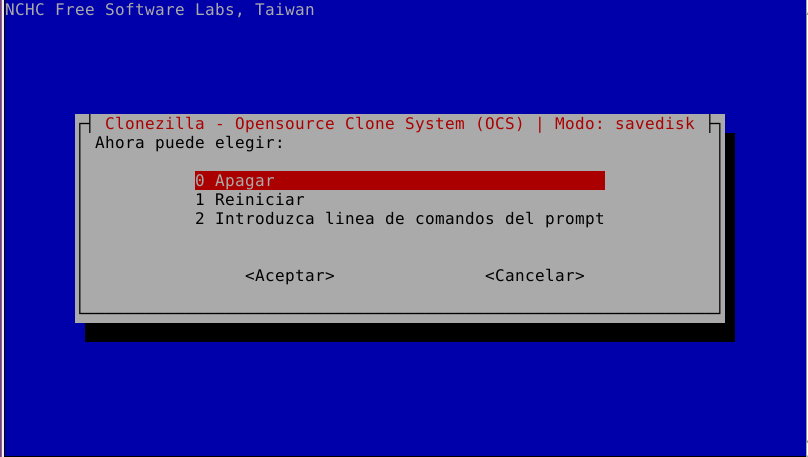 NCHC Free Software Labs, Taiwan
Clonezilla - Opensource Clone System (OCS) | Modo: savedisk
Ahora puede elegir:
0 Apagar
1 Reiniciar
2 Introduzca linea de comandos del prompt
<Aceptar> <Cancelar>